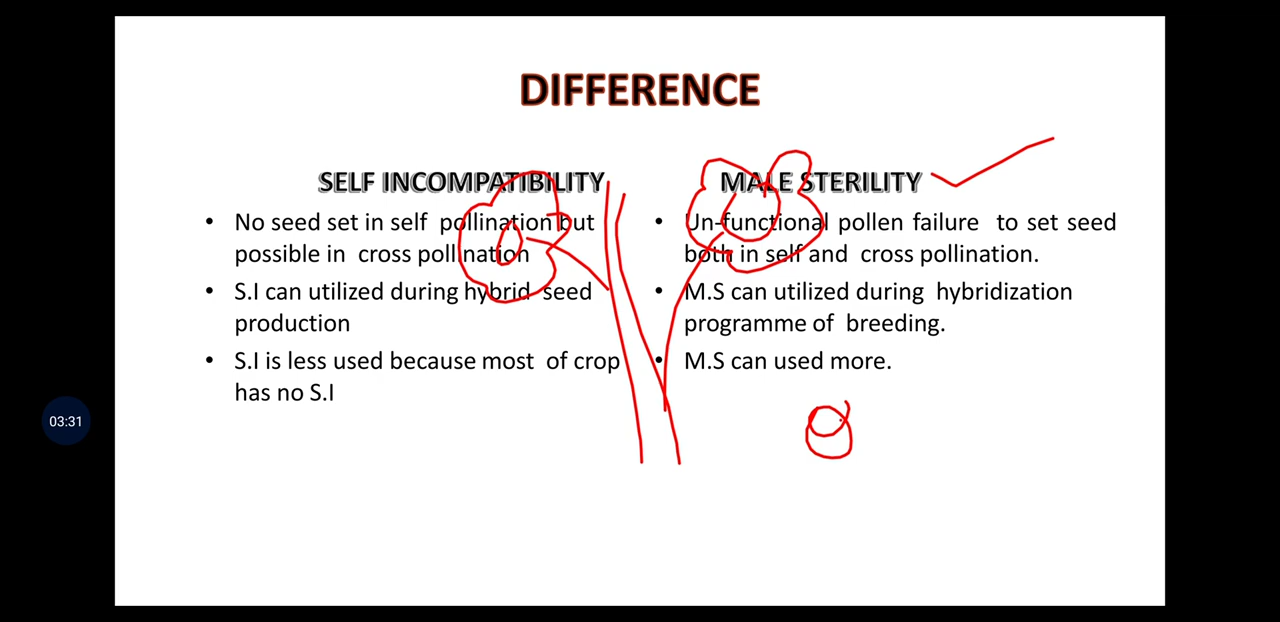 DIFFERENCE
SELF INCOMPATIBILITY
• No seed set in self pollination but
possible in cross pollination
• S.I can utilized during hybrid seed
production
• S.I is less used because most of crop
has no S.I
MALE STERILITY
• Un-functional pollen failure to set seed
both in self and cross pollination.
• M.S can utilized during hybridization
programme of breeding.
• M.S can used more.
03:31